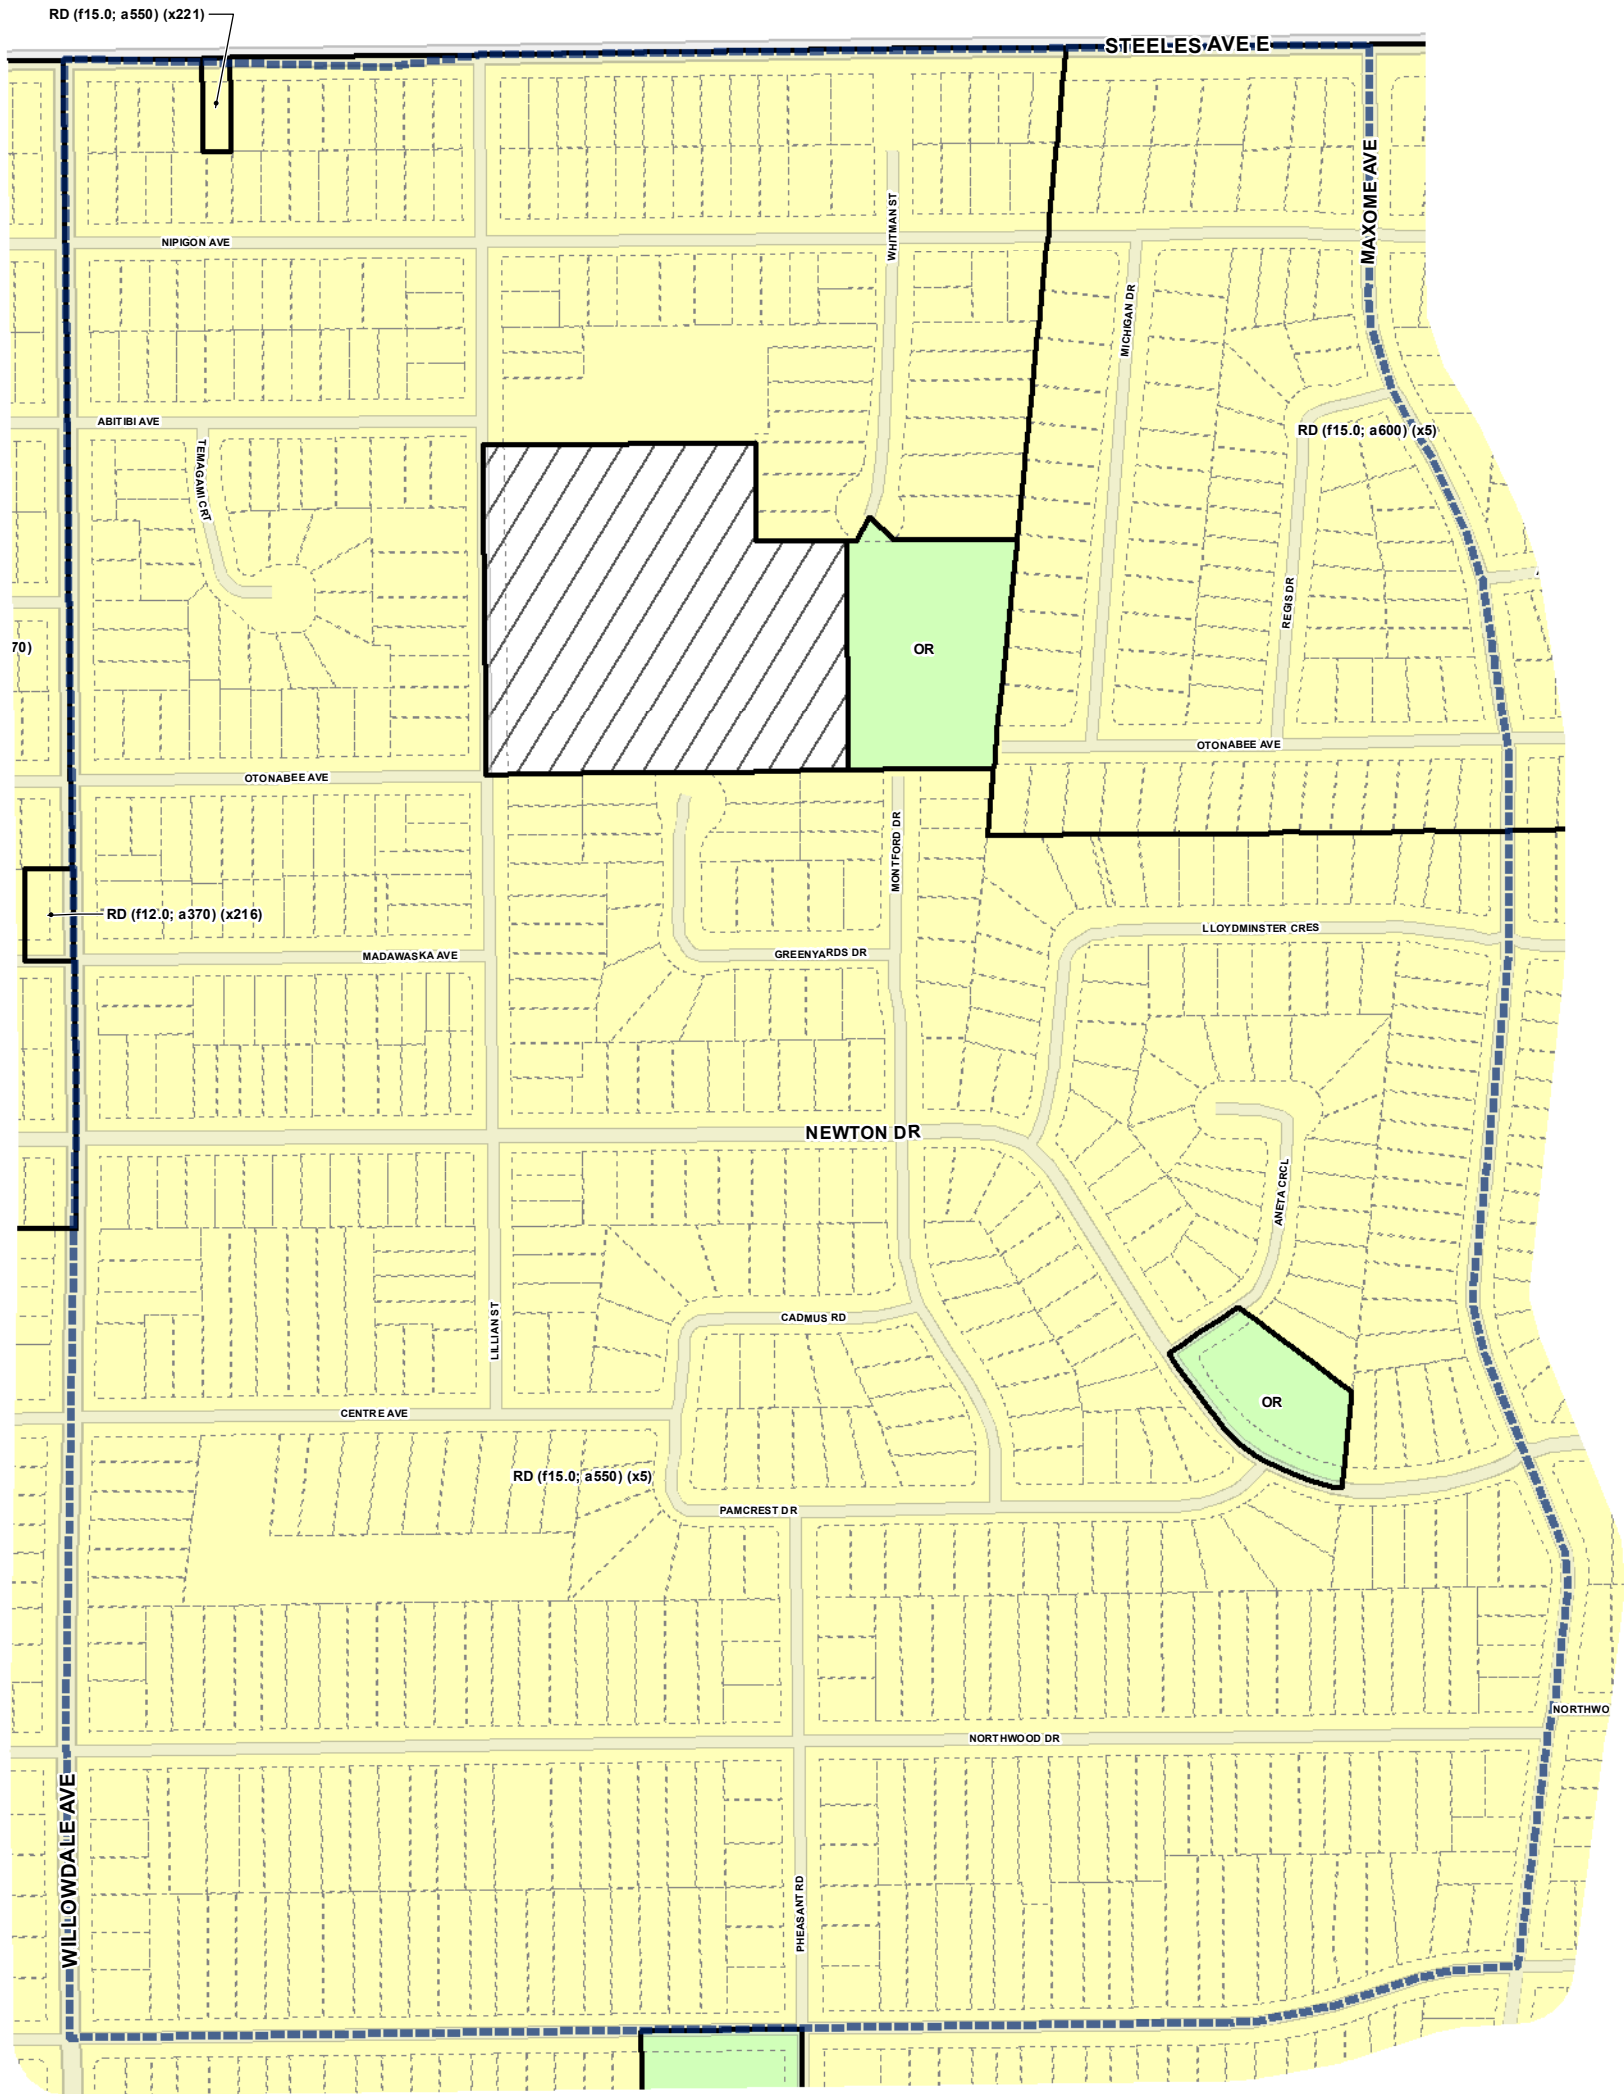 RD (f15.0; a550) (x221)
STEELES AVE E
MAXOME AVE
WHITMAN ST
NIPIGON AVE
MICHIGAN DR
ABITIBI AVE
RD (f15.0; a600) (x5)
TEMAGAMI CRT
REGIS DR
70)
OR
OTONABEE AVE
OTONABEE AVE
MONTFORD DR
RD (f12.0; a370) (x216)
LLOYDMINSTER CRES
MADAWASKA AVE
GREENYARDS DR
NEWTON DR
ANETA CRCL
LILLIAN ST
CADMUS RD
OR
CENTRE AVE
RD (f15.0; a550) (x5)
PAMCREST DR
NORTHWO
NORTHWOOD DR
WILLOWDALE AVE
PHEASANT RD